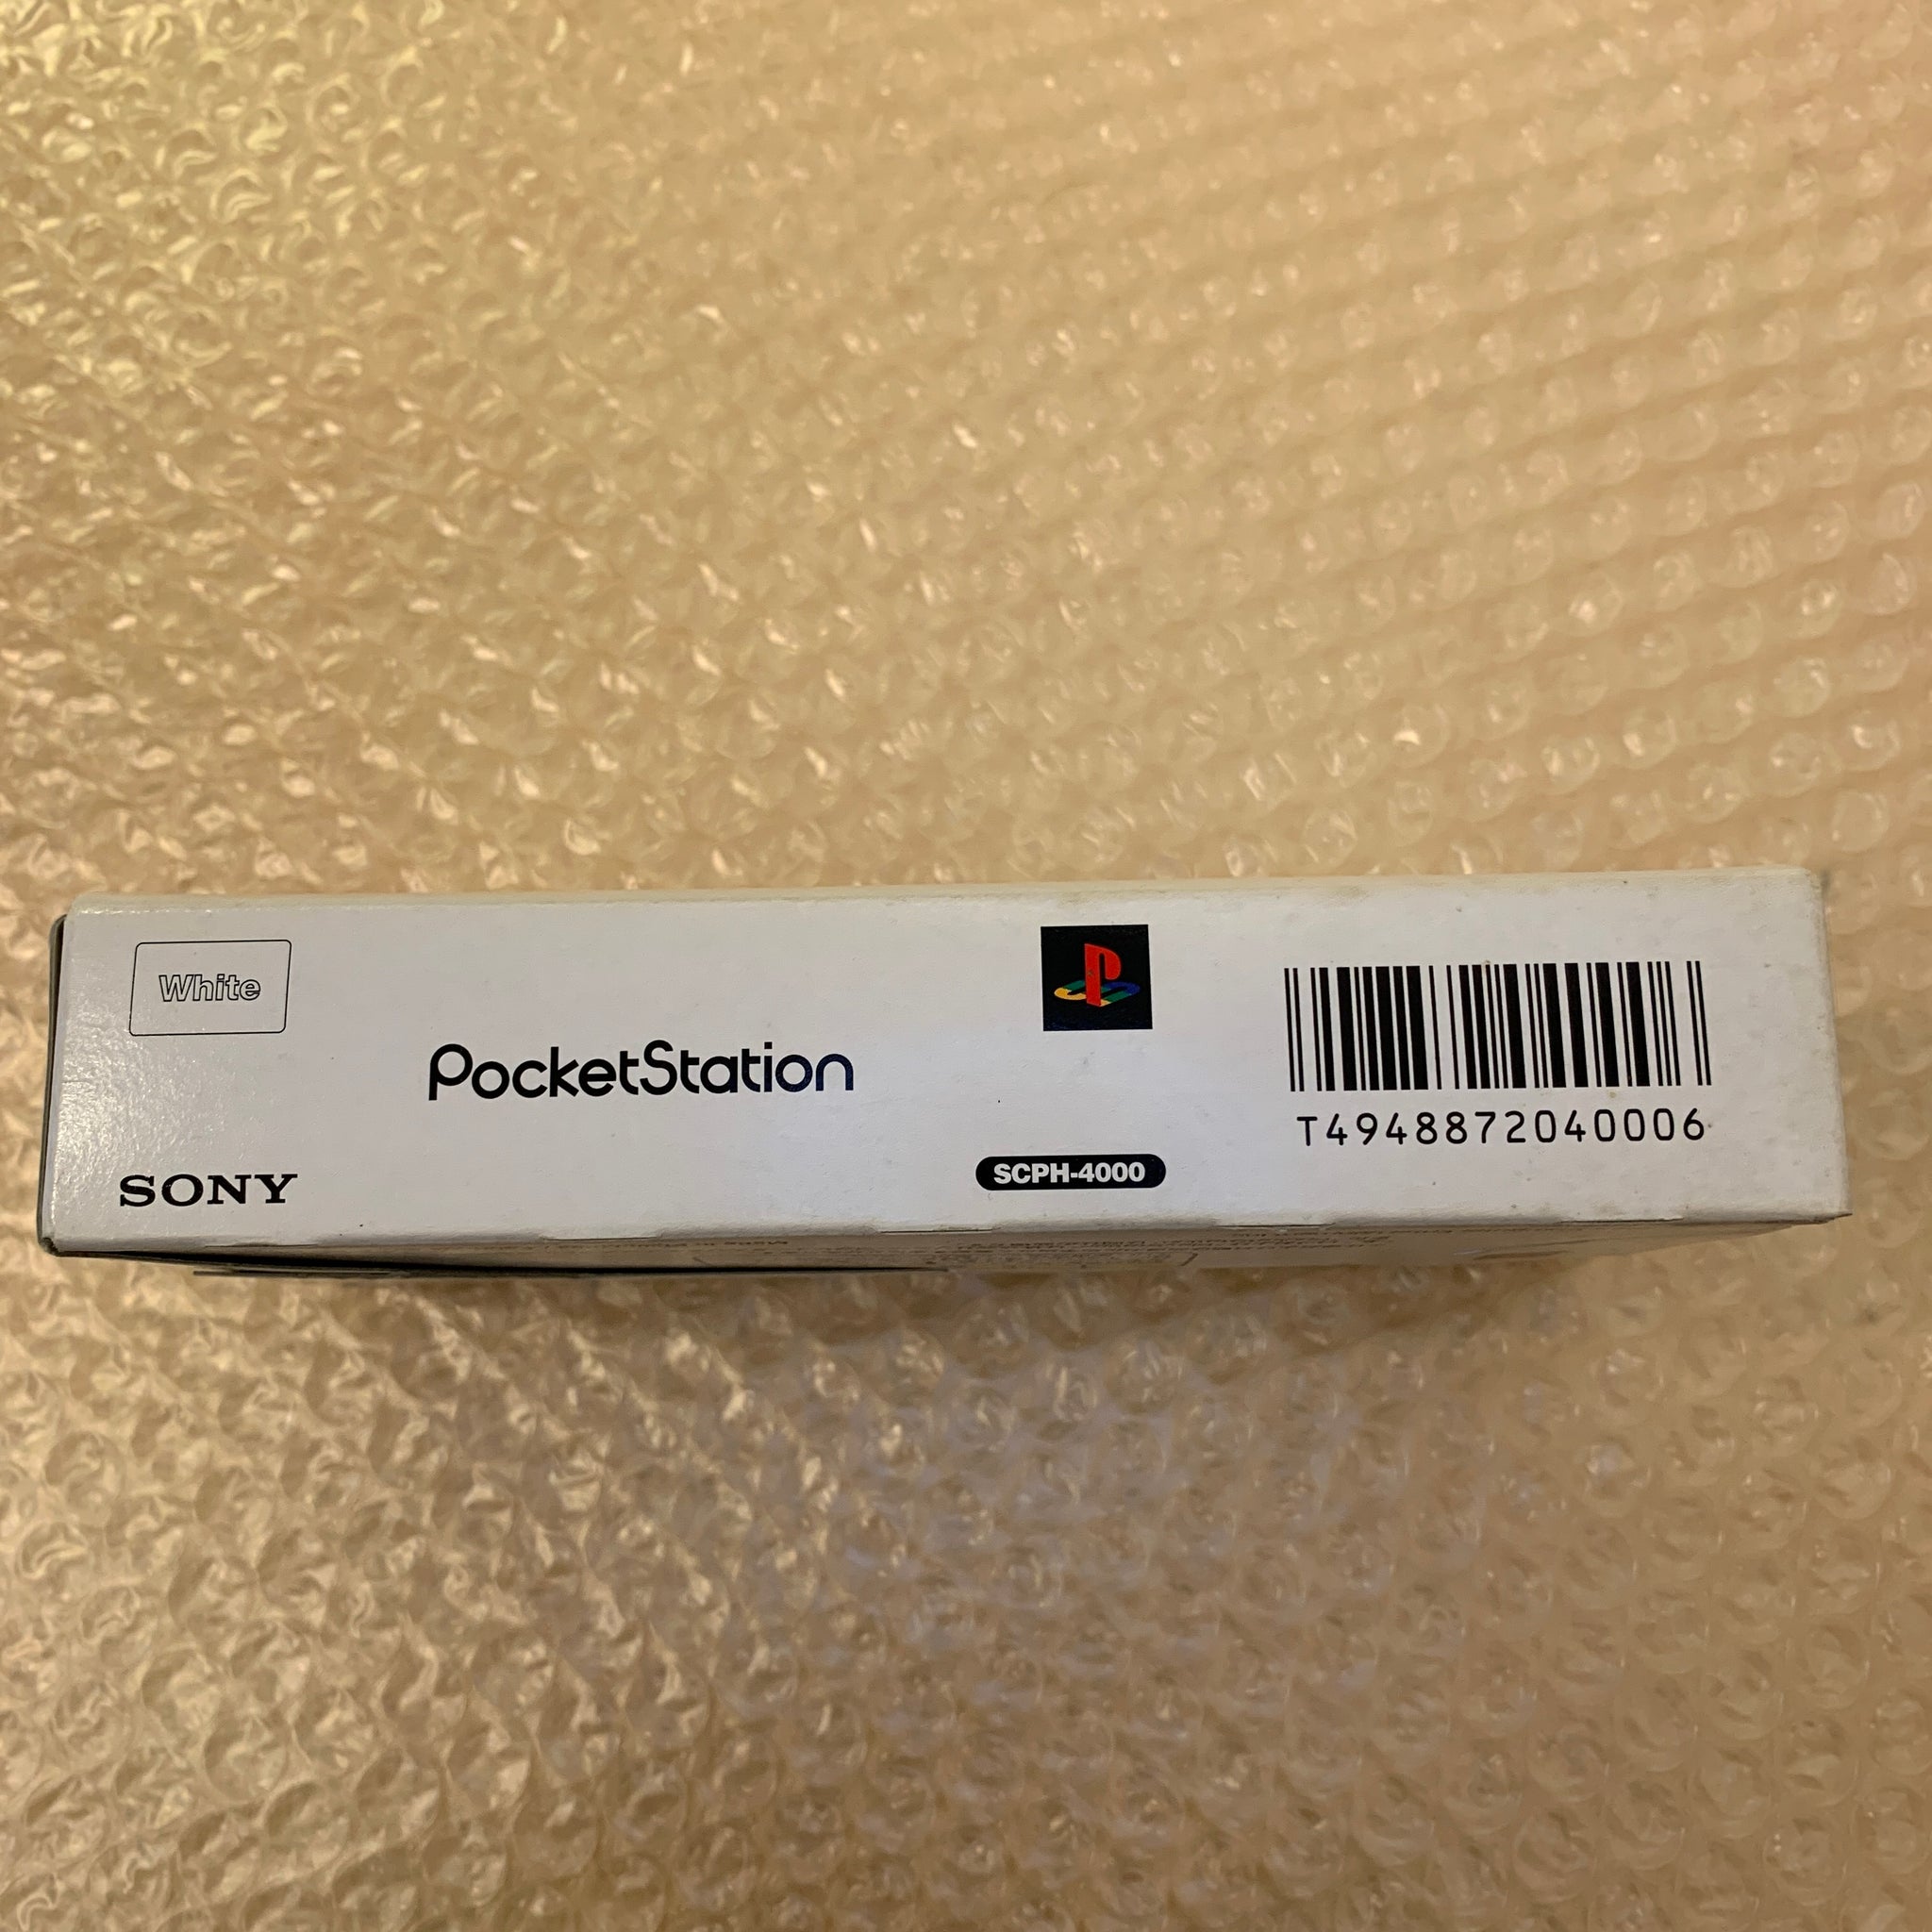 White
PocketStation
SONY
SCPH-4000
T4948872040006